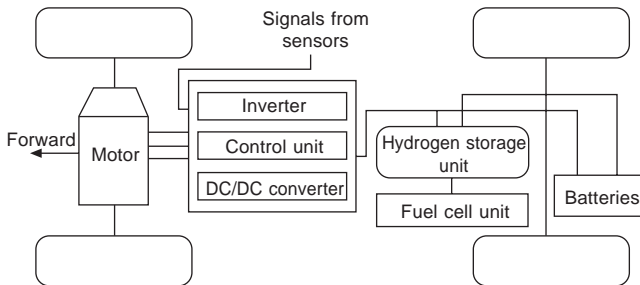 Signals from
sensors
Inverter
Forward
Motor
Control unit
Hydrogen storage
unit
DC/DC converter
Batteries
Fuel cell unit